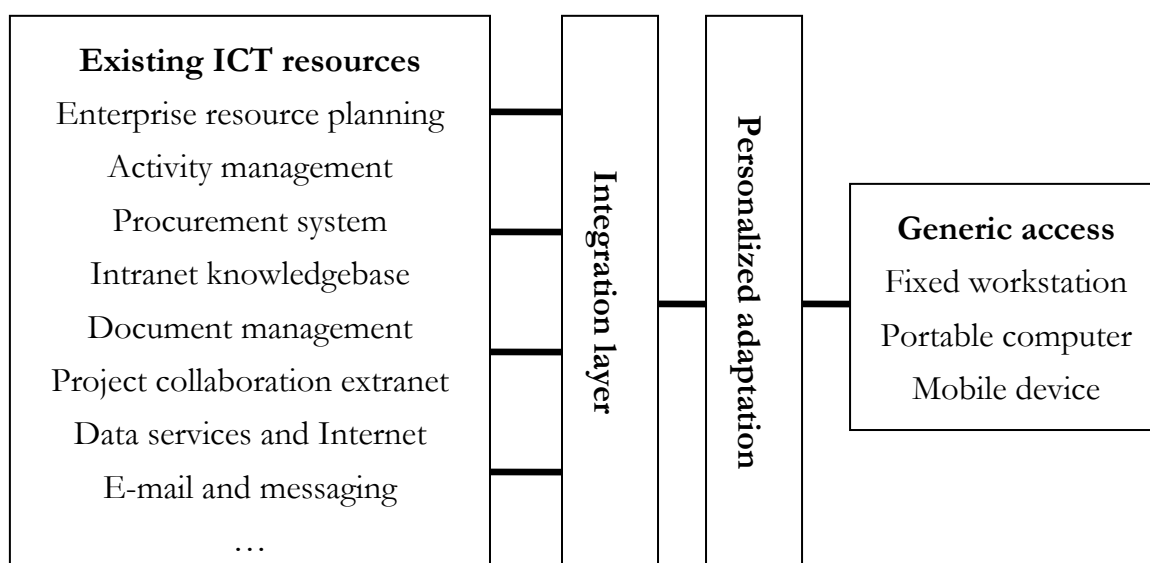 Existing ICT resources
Enterprise resource planning
Activity management
Procurement system
Intranet knowledgebase
Document management
Project collaboration extranet
Data services and Internet
E-mail and messaging
…
Integration layer
Personalized adaptation
Generic access
Fixed workstation
Portable computer
Mobile device